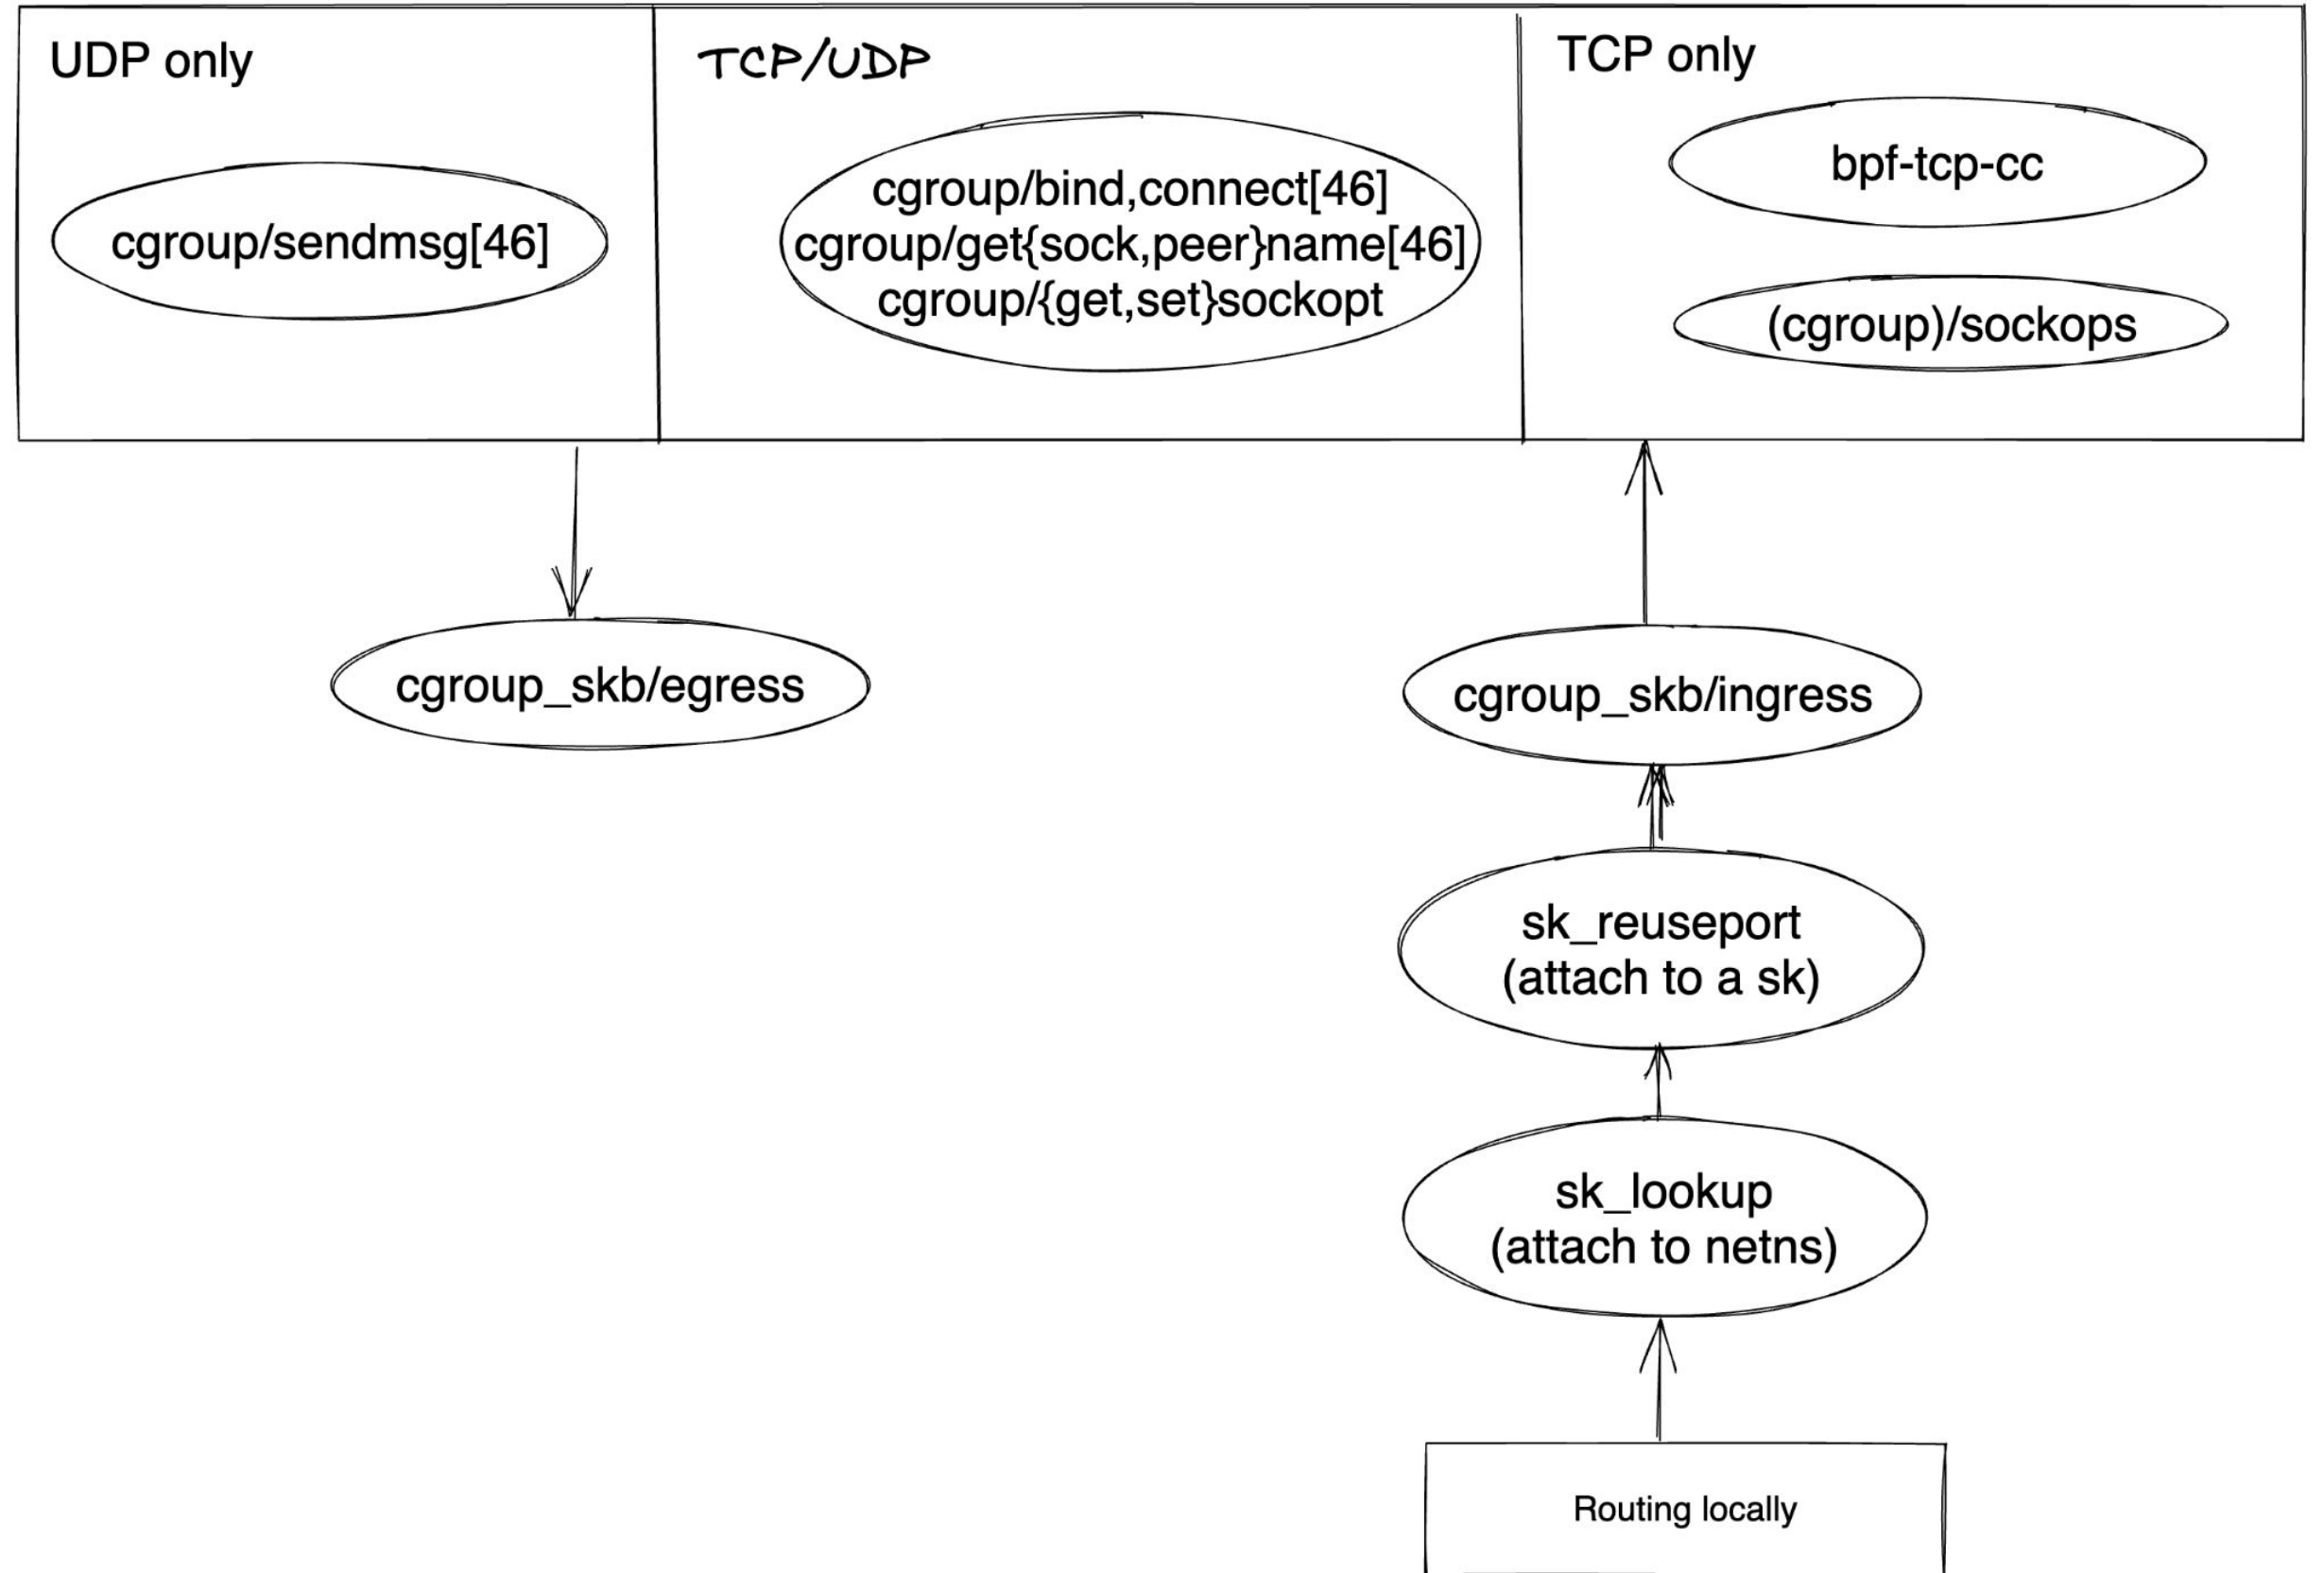 UDP only
TCP/UDP
TCP only
cgroup/sendmsg[46]
cgroup/bind,connect[46]
cgroup/get{sock,peer}name[46]
cgroup/{get,set}sockopt
bpf-tcp-cc
(cgroup)/sockops
cgroup_skb/egress
cgroup_skb/ingress
sk_reuseport
(attach to a sk)
sk_lookup
(attach to netns)
Routing locally